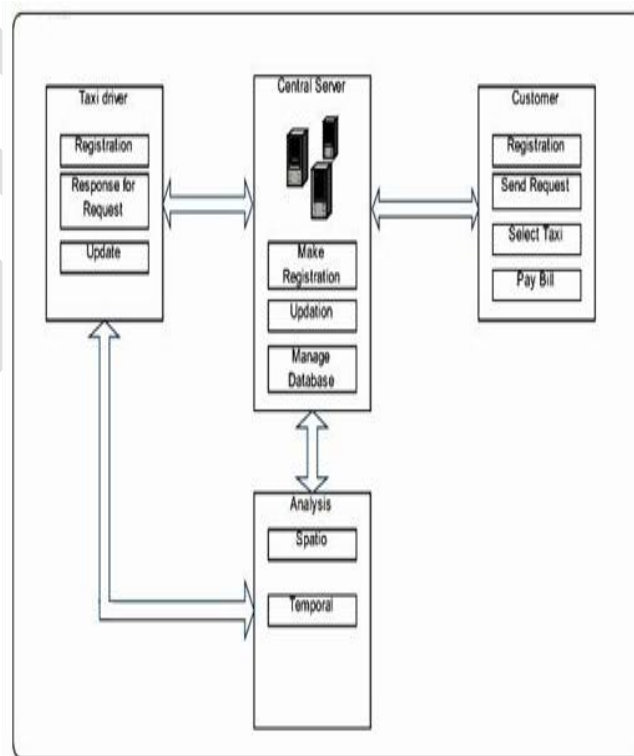 Taxi driver
Registration
Response for
Request
Update
Central Server
Make
Registration
Updation
Manage
Database
Customer
Registration
Send Request
Select Taxi
Pay Bill
Analysis
Spatio
Temporal